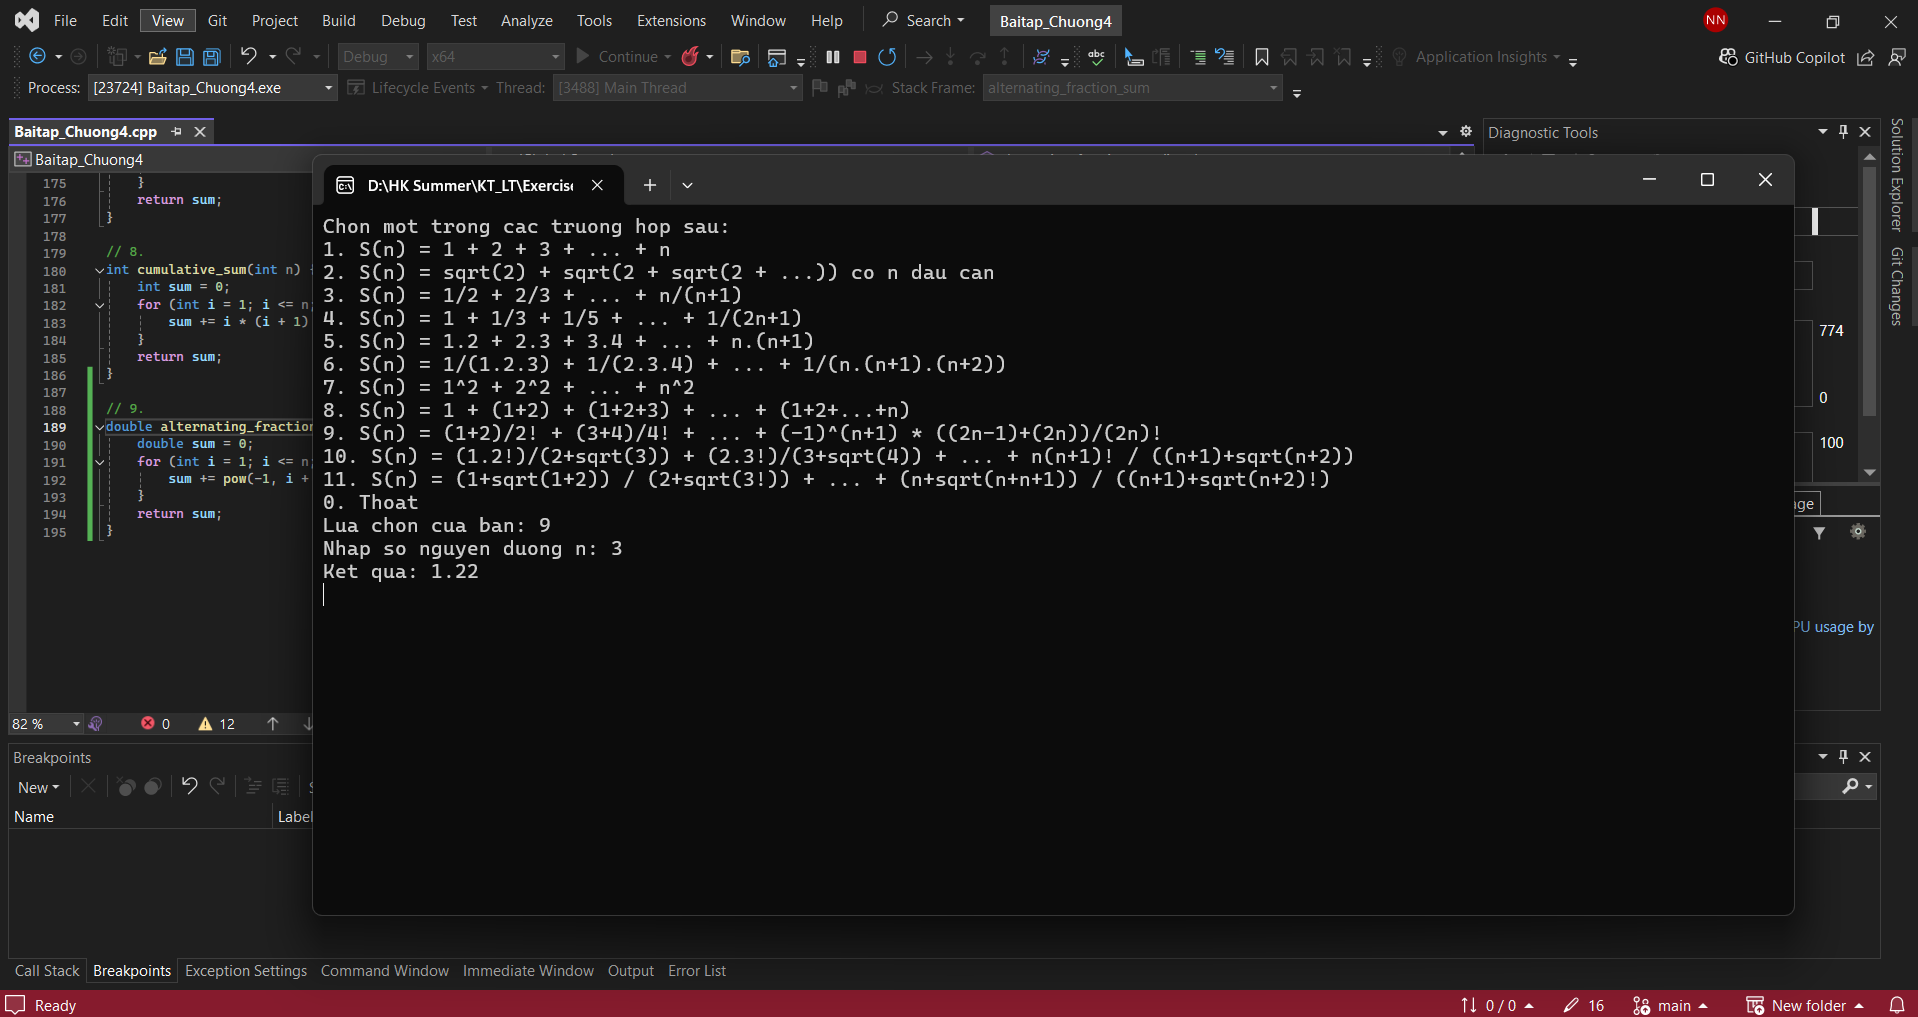 File Edit View Git Project Build Debug Test Analyze Tools Extensions Window Help Search Baitap_Chuong4 NN
Debug x64 Continue Application Insights GitHub Copilot
Process: [23724] Baitap_Chuong4.exe Lifecycle Events Thread: [3488] Main Thread Stack Frame: alternating_fraction_sum
Baitap_Chuong4.cpp
Baitap_Chuong4
175 }
176 return sum;
177 }
178
179 // 8.
180 int cumulative_sum(int n)
181 int sum = 0;
182 for (int i = 1; i <= n;
183 sum += i * (i + 1)
184 }
185 return sum;
186 }
187
188 // 9.
189 double alternating_fraction
190 double sum = 0;
191 for (int i = 1; i <= n;
192 sum += pow(-1, i +
193 }
194 return sum;
195 }
82 % 0 12
D:\HK Summer\KT_LT\Exercise
Chon mot trong cac truong hop sau:
1. S(n) = 1 + 2 + 3 + ... + n
2. S(n) = sqrt(2) + sqrt(2 + sqrt(2 + ...)) co n dau can
3. S(n) = 1/2 + 2/3 + ... + n/(n+1)
4. S(n) = 1 + 1/3 + 1/5 + ... + 1/(2n+1)
5. S(n) = 1.2 + 2.3 + 3.4 + ... + n.(n+1)
6. S(n) = 1/(1.2.3) + 1/(2.3.4) + ... + 1/(n.(n+1).(n+2))
7. S(n) = 1^2 + 2^2 + ... + n^2
8. S(n) = 1 + (1+2) + (1+2+3) + ... + (1+2+...+n)
9. S(n) = (1+2)/2! + (3+4)/4! + ... + (-1)^(n+1) * ((2n-1)+(2n))/(2n)!
10. S(n) = (1.2!)/(2+sqrt(3)) + (2.3!)/(3+sqrt(4)) + ... + n(n+1)! / ((n+1)+sqrt(n+2))
11. S(n) = (1+sqrt(1+2)) / (2+sqrt(3!)) + ... + (n+sqrt(n+n+1)) / ((n+1)+sqrt(n+2)!)
0. Thoat
Lua chon cua ban: 9
Nhap so nguyen duong n: 3
Ket qua: 1.22
Diagnostic Tools
774
0
100
PU usage by
Solution Explorer
Git Changes
Breakpoints
New
Name Label
Call Stack Breakpoints Exception Settings Command Window Immediate Window Output Error List
Ready 0 / 0 16 main New folder